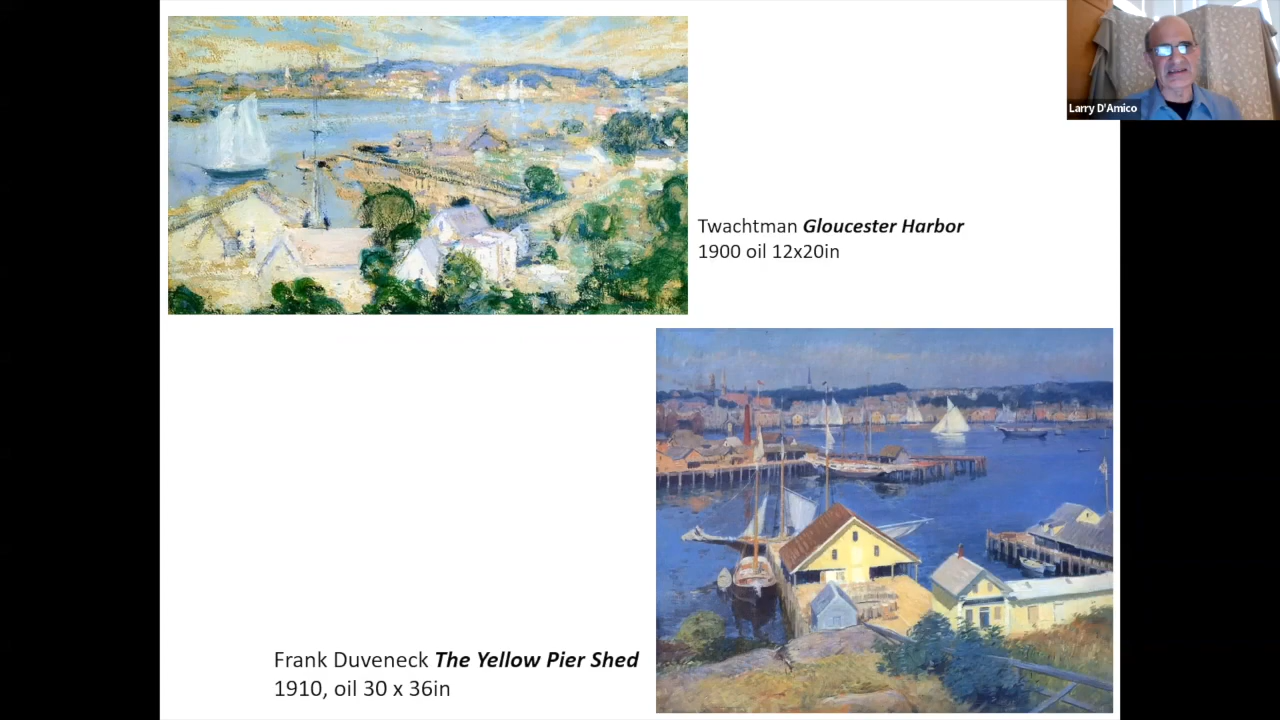 Larry D'Amico
Twachtman Gloucester Harbor
1900 oil 12x20in
Frank Duveneck The Yellow Pier Shed
1910, oil 30 x 36in